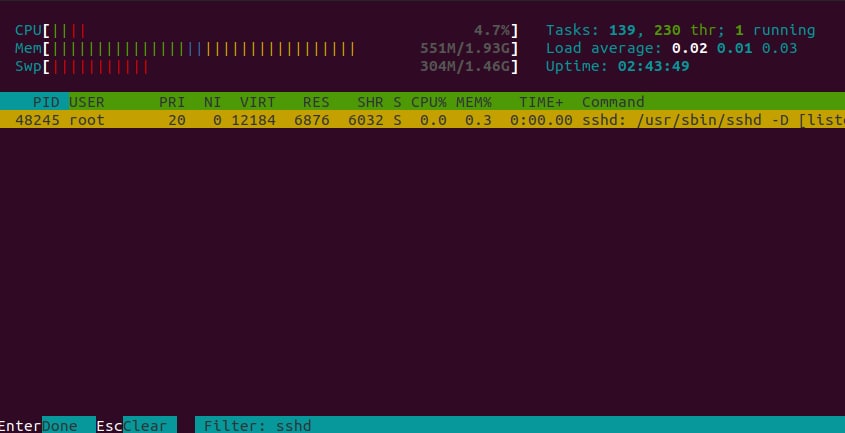 CPU[|||| 4.7%] Tasks: 139, 230 thr; 1 running
Mem[|||||||||||||||||||||||||||||||||| 551M/1.93G] Load average: 0.02 0.01 0.03
Swp[||||||||||| 304M/1.46G] Uptime: 02:43:49
PID USER PRI NI VIRT RES SHR S CPU% MEM% TIME+ Command
48245 root 20 0 12184 6876 6032 S 0.0 0.3 0:00.00 sshd: /usr/sbin/sshd -D [liste
EnterDone EscClear Filter: sshd